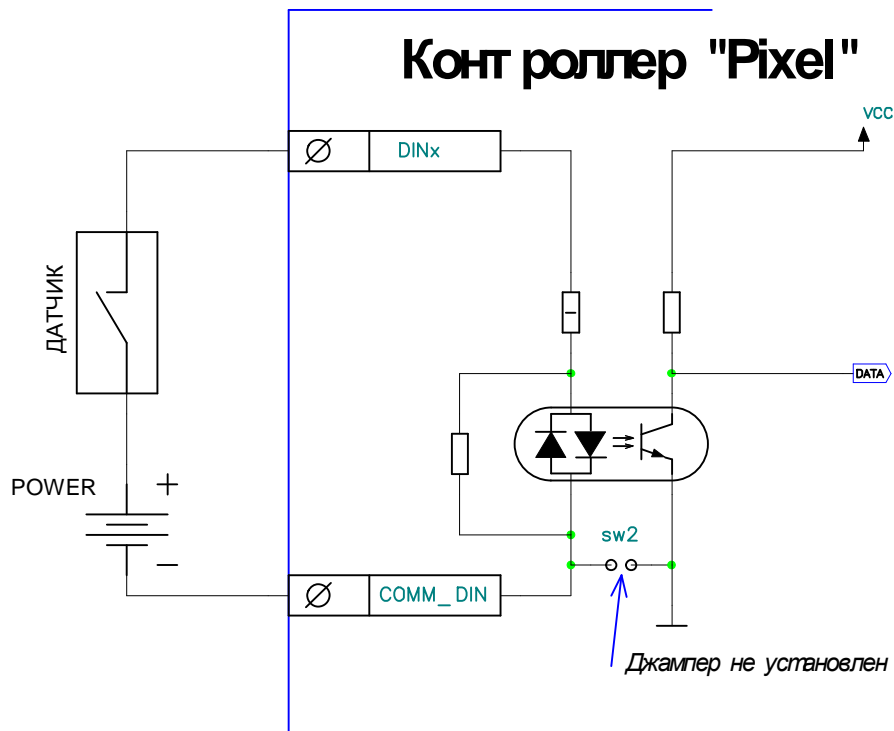 Конт роллер "Pixel"
VCC
DINx
ДАТЧИК
DATA
POWER
+
−
sw2
COMM_DIN
Джампер не установлен